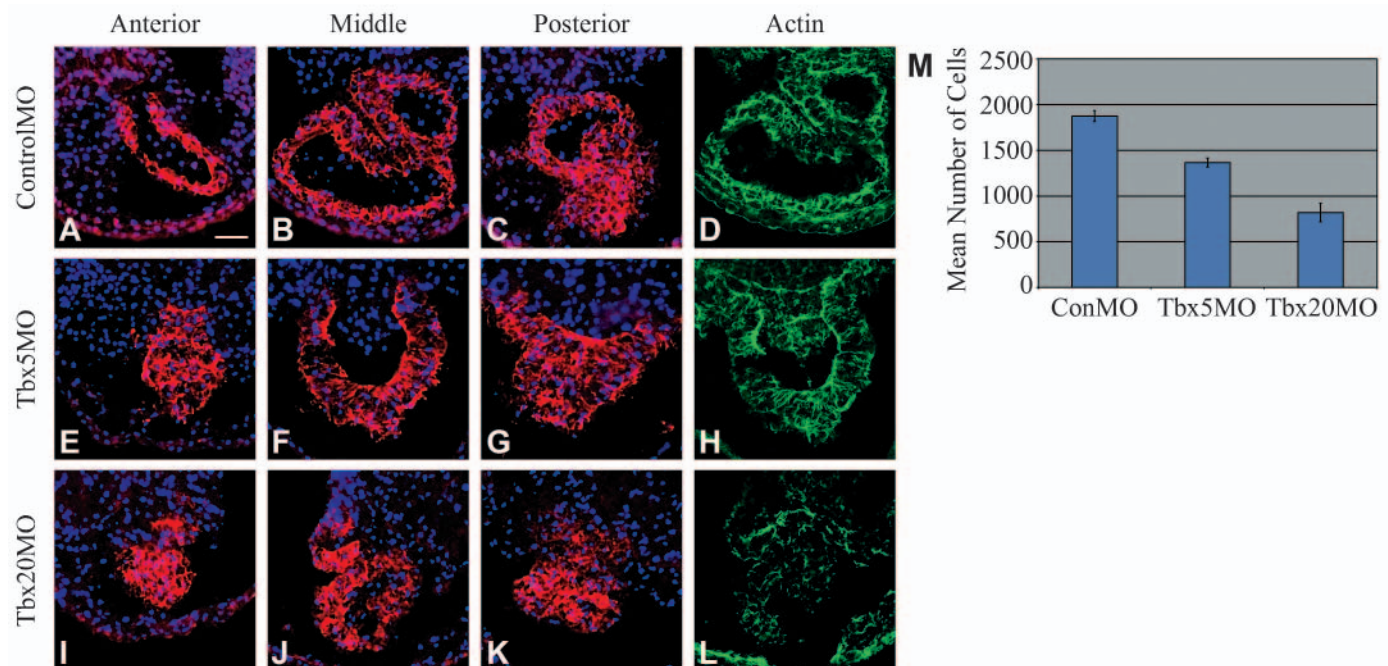 Anterior
Middle
Posterior
Actin
ControlMO
A
B
C
D
Tbx5MO
E
F
G
H
Tbx20MO
I
J
K
L
M
Mean Number of Cells
2500
2000
1500
1000
500
0
ConMO
Tbx5MO
Tbx20MO